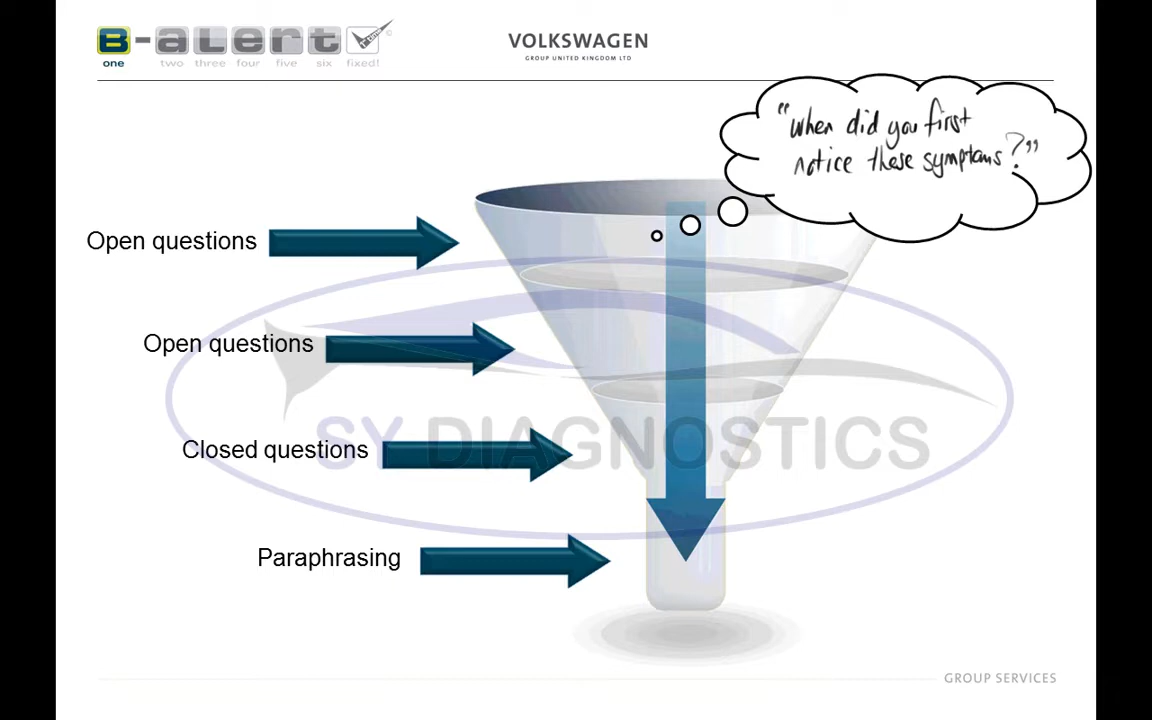 B-alert
one two three four five six fixed!
VOLKSWAGEN
GROUP UNITED KINGDOM LTD
"When did you first
notice these symptoms?"
Open questions
Open questions
Closed questions
SY DIAGNOSTICS
Paraphrasing
GROUP SERVICES